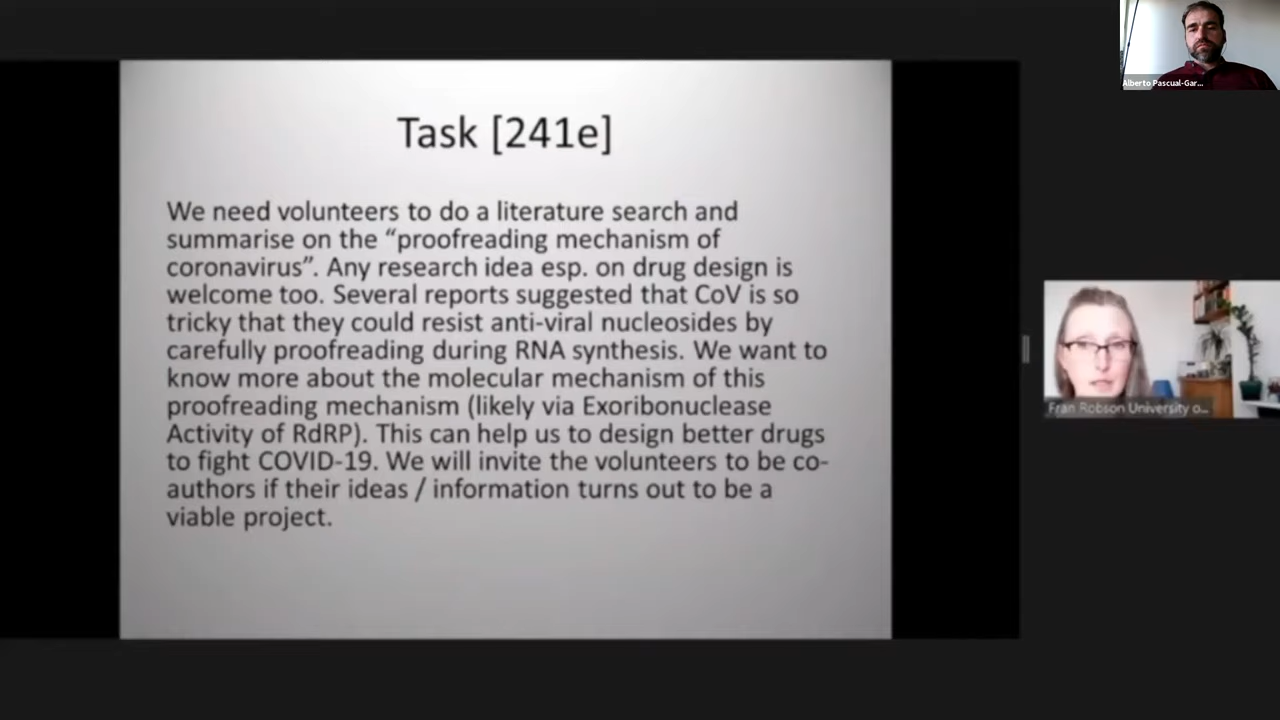 Task [241e]
We need volunteers to do a literature search and
summarise on the “proofreading mechanism of
coronavirus”. Any research idea esp. on drug design is
welcome too. Several reports suggested that CoV is so
tricky that they could resist anti-viral nucleosides by
carefully proofreading during RNA synthesis. We want to
know more about the molecular mechanism of this
proofreading mechanism (likely via Exoribonuclease
Activity of RdRP). This can help us to design better drugs
to fight COVID-19. We will invite the volunteers to be co-
authors if their ideas / information turns out to be a
viable project.
Alberto Pascual-Gar...
Fran Robson University o...